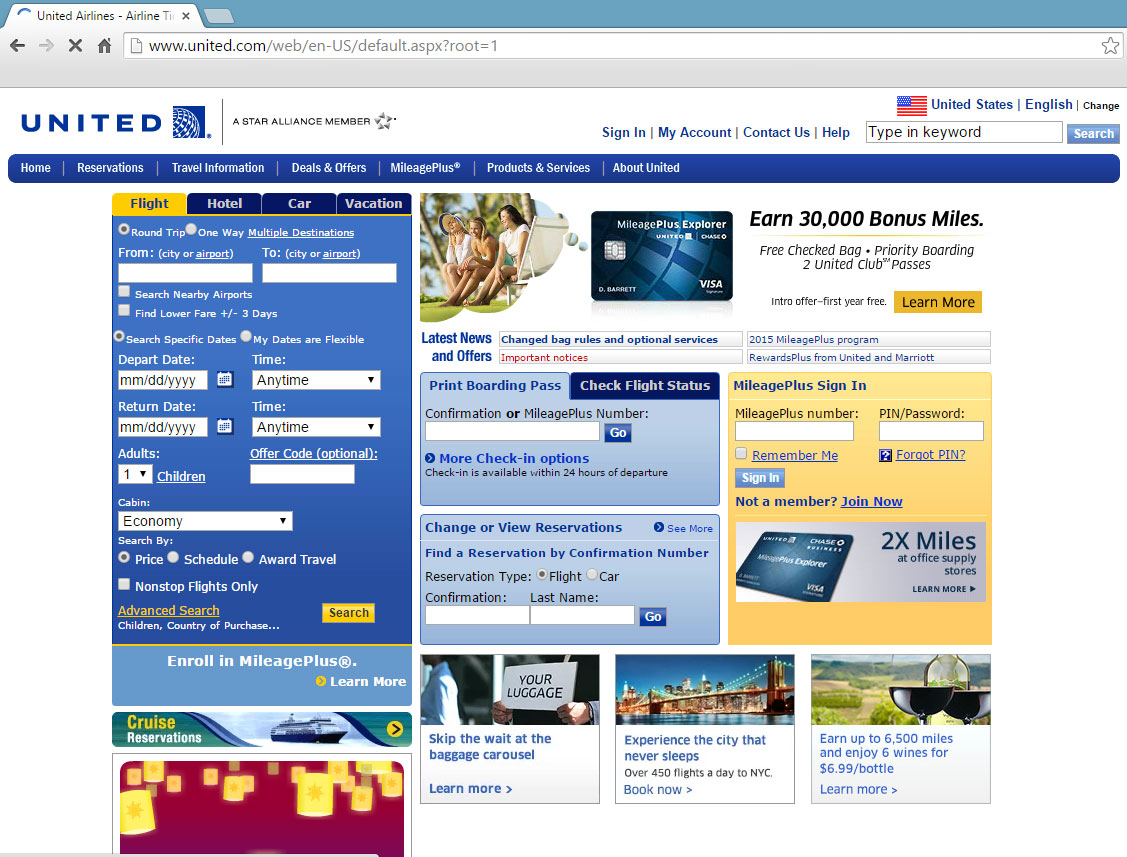 United Airlines - Airline Ti
www.united.com/web/en-US/default.aspx?root=1
UNITED
A STAR ALLIANCE MEMBER
United States | English | Change
Sign In | My Account | Contact Us | Help
Type in keyword
Search
Home | Reservations | Travel Information | Deals & Offers | MileagePlus® | Products & Services | About United
Flight
Hotel
Car
Vacation
Round Trip One Way Multiple Destinations
From: (city or airport) To: (city or airport)
Search Nearby Airports
Find Lower Fare +/- 3 Days
Search Specific Dates My Dates are Flexible
Depart Date: Time:
mm/dd/yyyy Anytime
Return Date: Time:
mm/dd/yyyy Anytime
Adults: Offer Code (optional):
1 Children
Cabin:
Economy
Search By:
Price Schedule Award Travel
Nonstop Flights Only
Advanced Search
Children, Country of Purchase...
Search
Enroll in MileagePlus®.
Learn More
Cruise
Reservations
MileagePlus Explorer
UNITED CHASE
D. BARRETT
VISA
Signature
Earn 30,000 Bonus Miles.
Free Checked Bag • Priority Boarding
2 United Club℠ Passes
Intro offer–first year free.
Learn More
Latest News
and Offers
Changed bag rules and optional services
2015 MileagePlus program
Important notices
RewardsPlus from United and Marriott
Print Boarding Pass
Check Flight Status
Confirmation or MileagePlus Number:
Go
More Check-in options
Check-in is available within 24 hours of departure
Change or View Reservations
See More
Find a Reservation by Confirmation Number
Reservation Type: Flight Car
Confirmation: Last Name:
Go
MileagePlus Sign In
MileagePlus number: PIN/Password:
Remember Me Forgot PIN?
Sign In
Not a member? Join Now
UNITED
CHASE
BUSINESS
MileagePlus Explorer
VISA
2X Miles
at office supply
stores
LEARN MORE
YOUR
LUGGAGE
Skip the wait at the
baggage carousel
Learn more >
Experience the city that
never sleeps
Over 450 flights a day to NYC.
Book now >
Earn up to 6,500 miles
and enjoy 6 wines for
$6.99/bottle
Learn more >